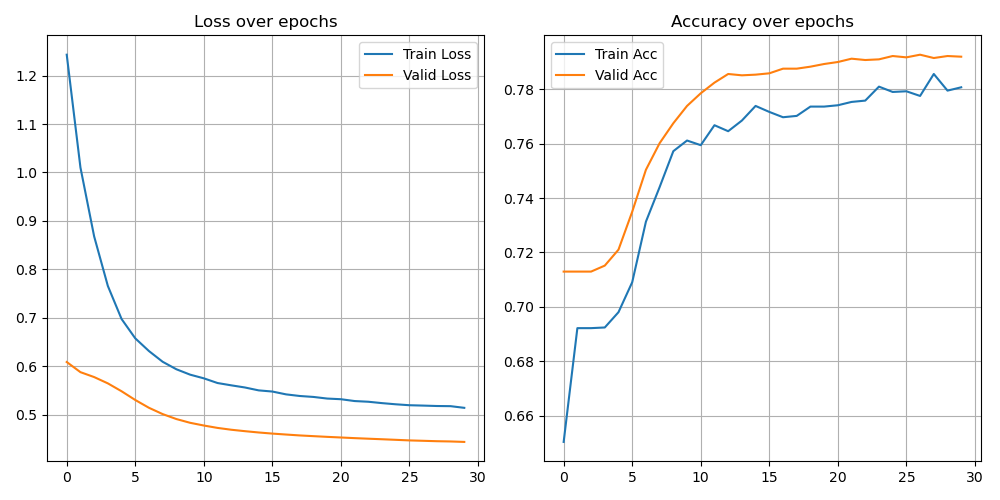 Loss over epochs
Train Loss
Valid Loss
1.2
1.1
1.0
0.9
0.8
0.7
0.6
0.5
0 5 10 15 20 25 30
Accuracy over epochs
Train Acc
Valid Acc
0.78
0.76
0.74
0.72
0.70
0.68
0.66
0 5 10 15 20 25 30